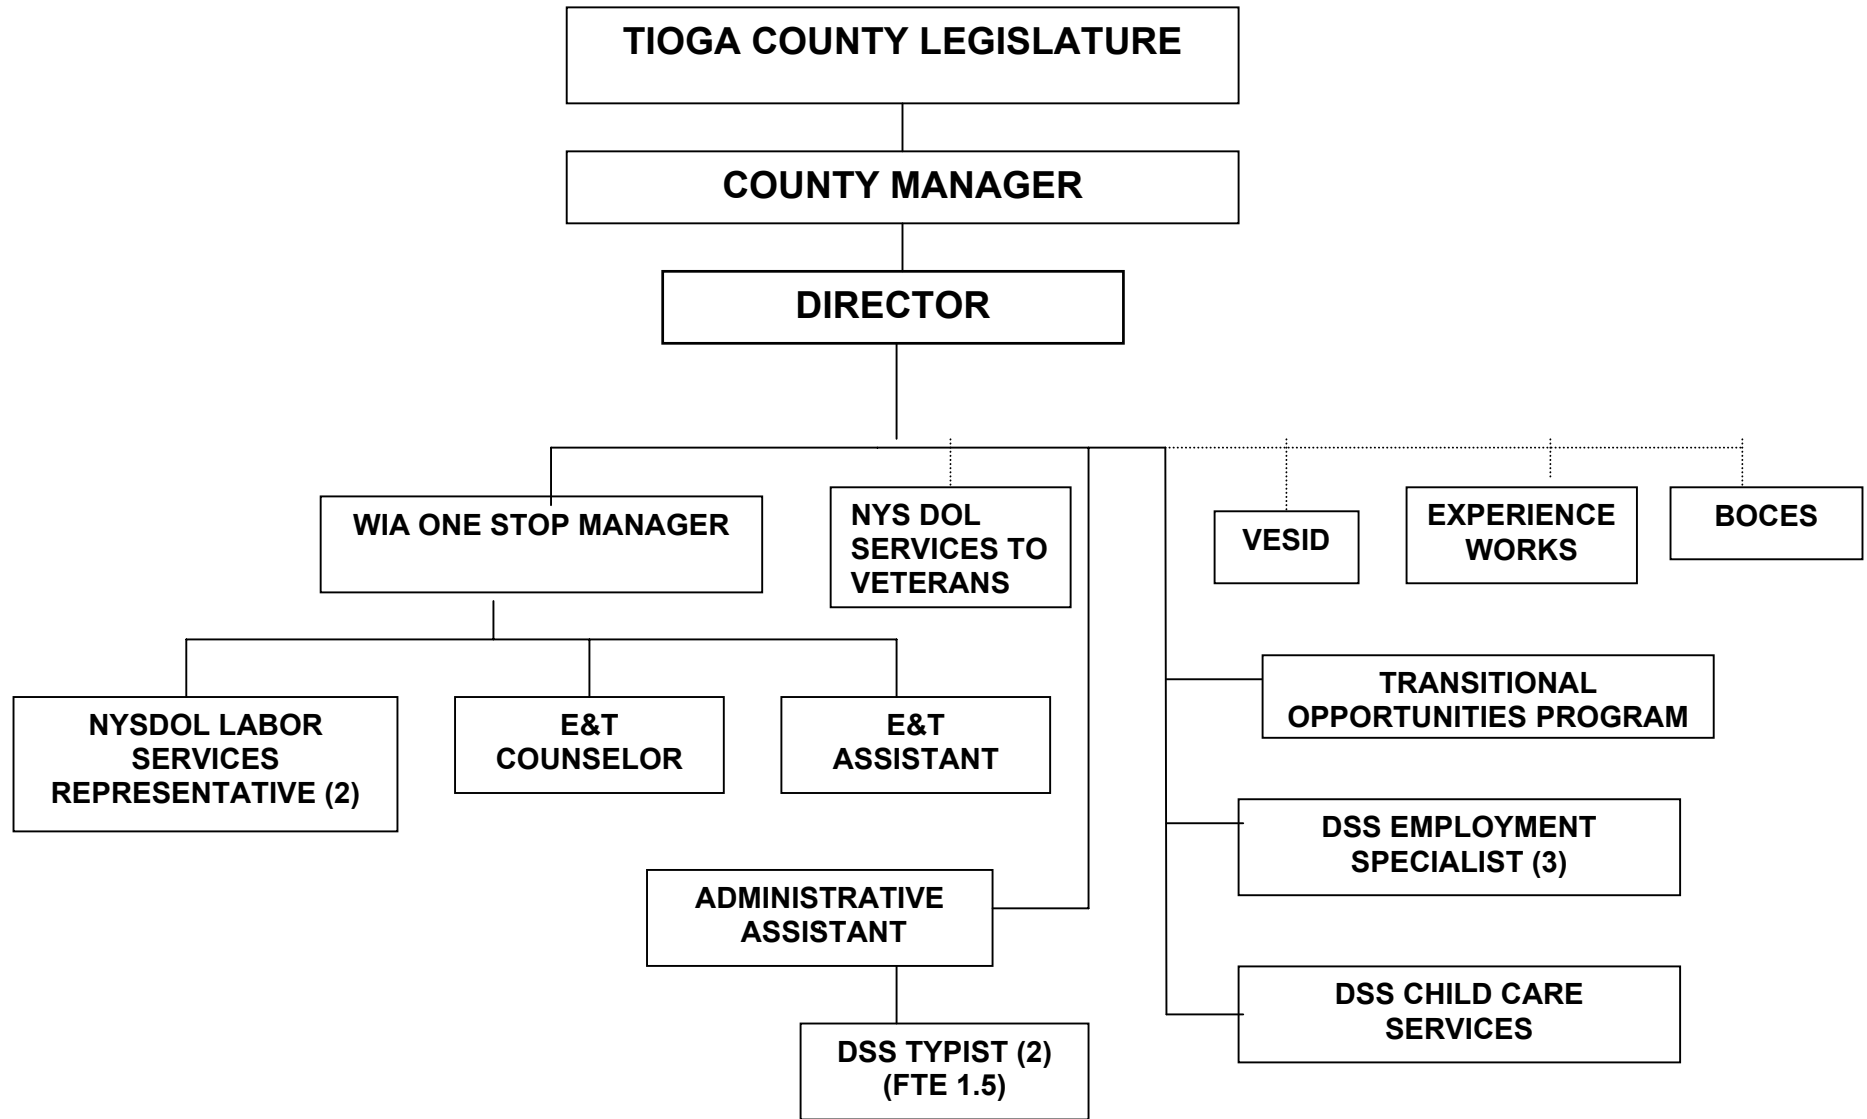 TIOGA COUNTY LEGISLATURE
COUNTY MANAGER
DIRECTOR
WIA ONE STOP MANAGER
NYS DOL
SERVICES TO
VETERANS
VESID
EXPERIENCE
WORKS
BOCES
TRANSITIONAL
OPPORTUNITIES PROGRAM
NYSDOL LABOR
SERVICES
REPRESENTATIVE (2)
E&T
COUNSELOR
E&T
ASSISTANT
DSS EMPLOYMENT
SPECIALIST (3)
ADMINISTRATIVE
ASSISTANT
DSS CHILD CARE
SERVICES
DSS TYPIST (2)
(FTE 1.5)